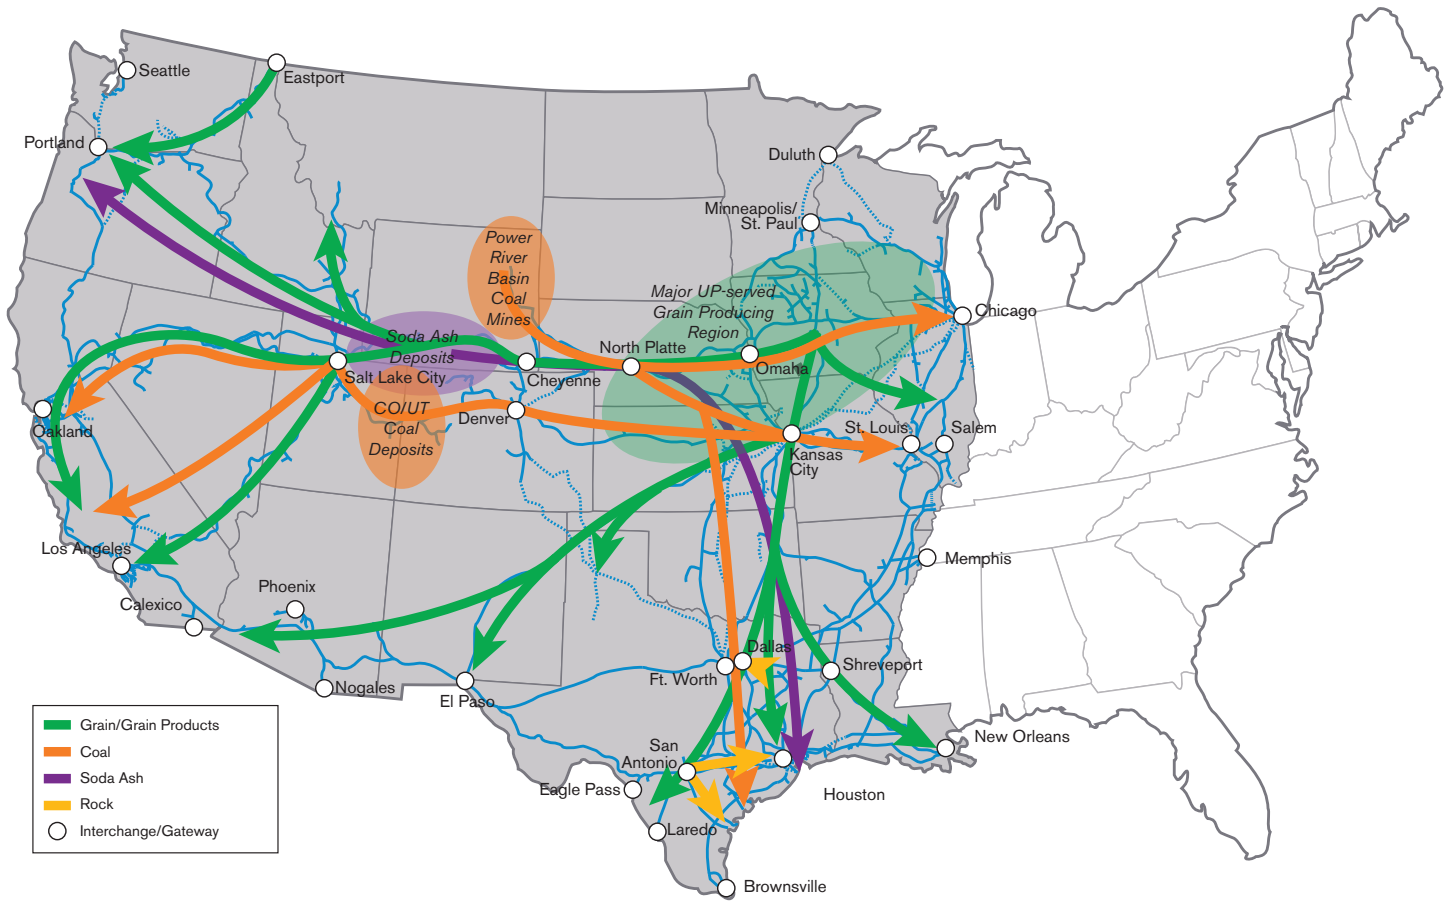 Seattle
Eastport
Portland
Duluth
Minneapolis/
St. Paul
Power
River
Basin
Coal
Mines
Major UP-served
Grain Producing
Region
Chicago
Soda Ash
Deposits
North Platte
Omaha
Salt Lake City
Cheyenne
CO/UT
Coal
Deposits
Denver
Oakland
St. Louis
Salem
Kansas
City
Los Angeles
Memphis
Phoenix
Calexico
Dallas
Shreveport
Ft. Worth
Nogales
El Paso
Grain/Grain Products
Coal
Soda Ash
Rock
Interchange/Gateway
San
Antonio
New Orleans
Eagle Pass
Houston
Laredo
Brownsville